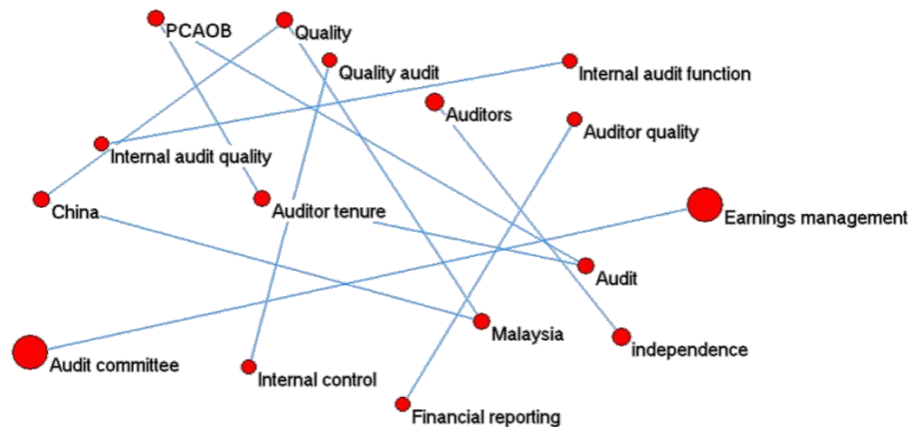 PCAOB
Quality
Quality audit
Internal audit function
Auditors
Auditor quality
Internal audit quality
China
Auditor tenure
Earnings management
Audit
Malaysia
independence
Audit committee
Internal control
Financial reporting